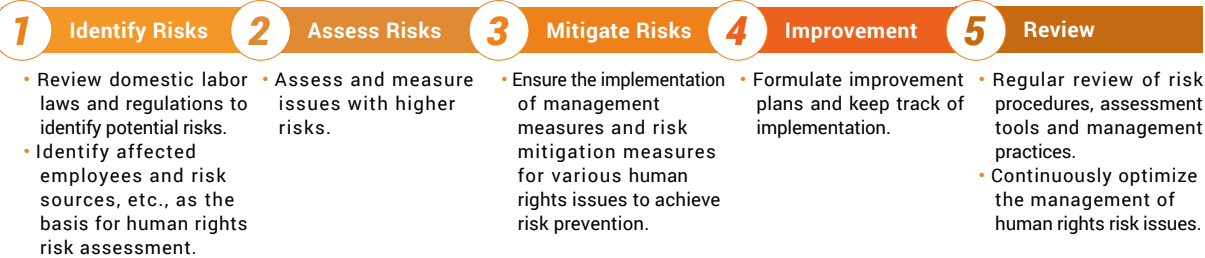 1 Identify Risks
• Review domestic labor
laws and regulations to
identify potential risks.
• Identify affected
employees and risk
sources, etc., as the
basis for human rights
risk assessment.
2 Assess Risks
• Assess and measure
issues with higher
risks.
3 Mitigate Risks
• Ensure the implementation
of management
measures and risk
mitigation measures
for various human
rights issues to achieve
risk prevention.
4 Improvement
• Formulate improvement
plans and keep track of
implementation.
5 Review
• Regular review of risk
procedures, assessment
tools and management
practices.
• Continuously optimize
the management of
human rights risk issues.